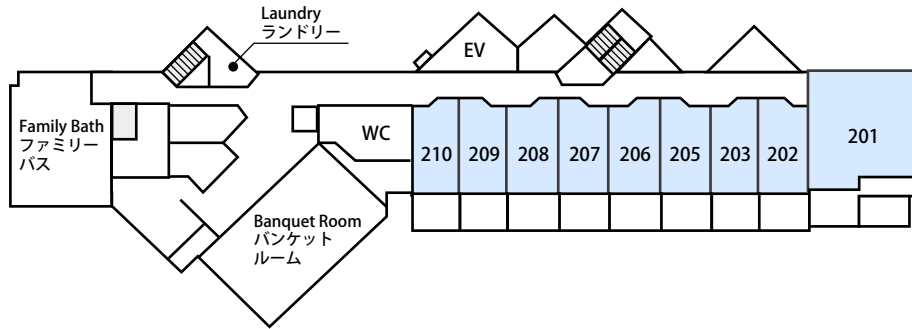 Laundry
ランドリー
EV
Family Bath
ファミリー
バス
WC
210
209
208
207
206
205
203
202
201
Banquet Room
バンケット
ルーム